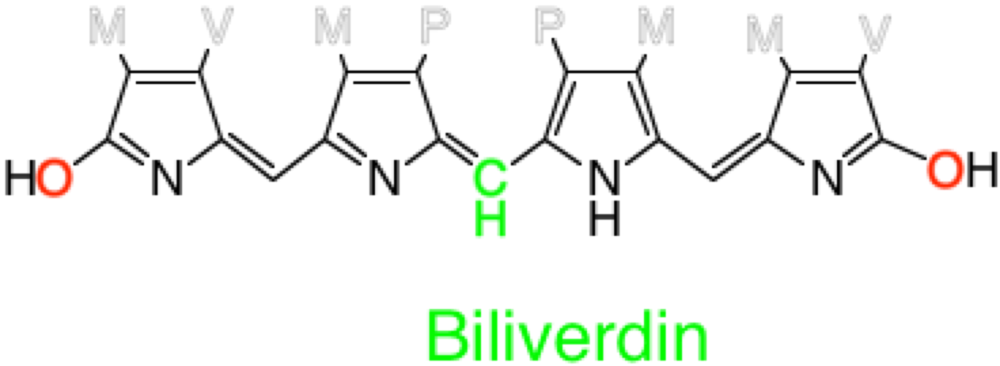 M V M P P M M V
HO N N C N N OH
H H
Biliverdin